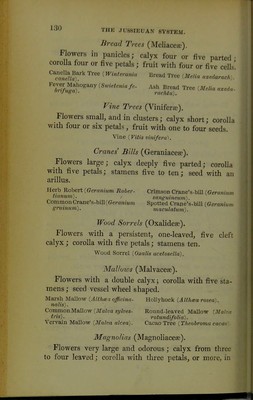 130 THE JUSSIEUAN SYSTEM.
Bread Trees (Meliaceæ).
Flowers in panicles; calyx four or five parted;
corolla four or five petals; fruit with four or five cells.
Canella Bark Tree (Winterania canella).
Fever Mahogany (Swietenia febrifuga).
Bread Tree (Melia azedarach).
Ash Bread Tree (Melia azedarachta).
Vine Trees (Viniferæ).
Flowers small, and in clusters; calyx short; corolla
with four or six petals, fruit with one to four seeds.
Vine (Vitis vinifera).
Cranes' Bills (Geraniaceæ).
Flowers large; calyx deeply five parted; corolla
with five petals; stamens five to ten; seed with an
arillus.
Herb Robert (Geranium Robertianum).
Common Crane's-bill (Geranium
Crimson Crane's-bill (Geranium sanguineum).
Spotted Crane's-bill (Geranium maculatum).
Wood Sorrels (Oxalideæ).
Flowers with a persistent, one-leaved, five cleft
calyx; corolla with five petals; stamens ten.
Wood Sorrel (Oxalis acetosella).
Mallows (Malvaceæ).
Flowers with a double calyx; corolla with five stamens;
seed vessel wheel shaped.
Marsh Mallow (Althæa officinalis).
Common Mallow (Malva sylvestris).
Vervain Mallow (Malva alcea).
Hollyhock (Althæa rosea).
Round-leaved Mallow (Malva rotundifolia).
Cacao Tree (Theobroma cacao).
Magnolias (Magnoliaceæ).
Flowers very large and odorous; calyx from three
to four leaved; corolla with three petals, or more, in